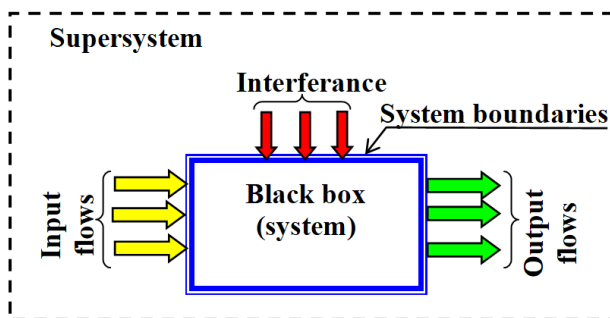 Supersystem
Interferance
System boundaries
Input
flows
Black box
(system)
Output
flows